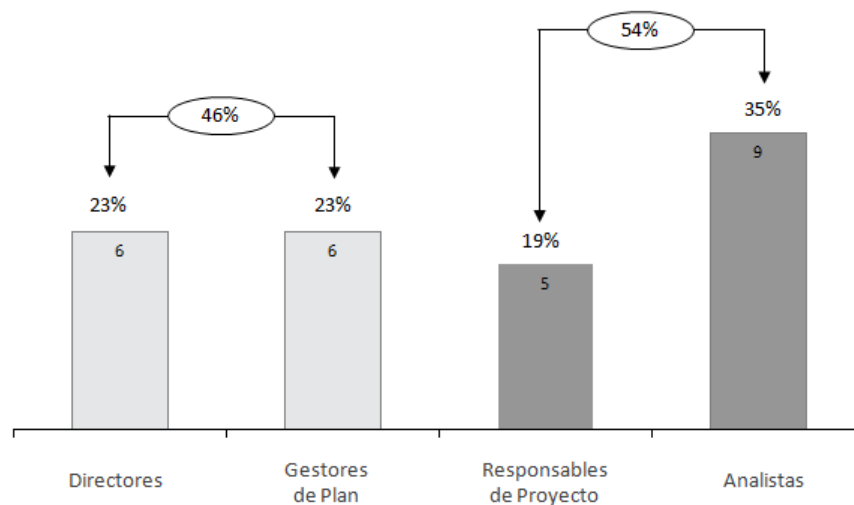 54%
46%
35%
9
23%
23%
19%
6
6
5
Directores
Gestores
de Plan
Responsables
de Proyecto
Analistas